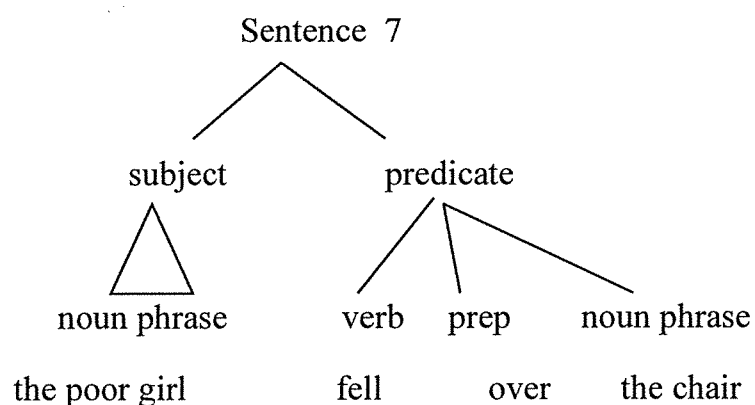 Sentence 7
subject predicate
noun phrase verb prep noun phrase
the poor girl fell over the chair